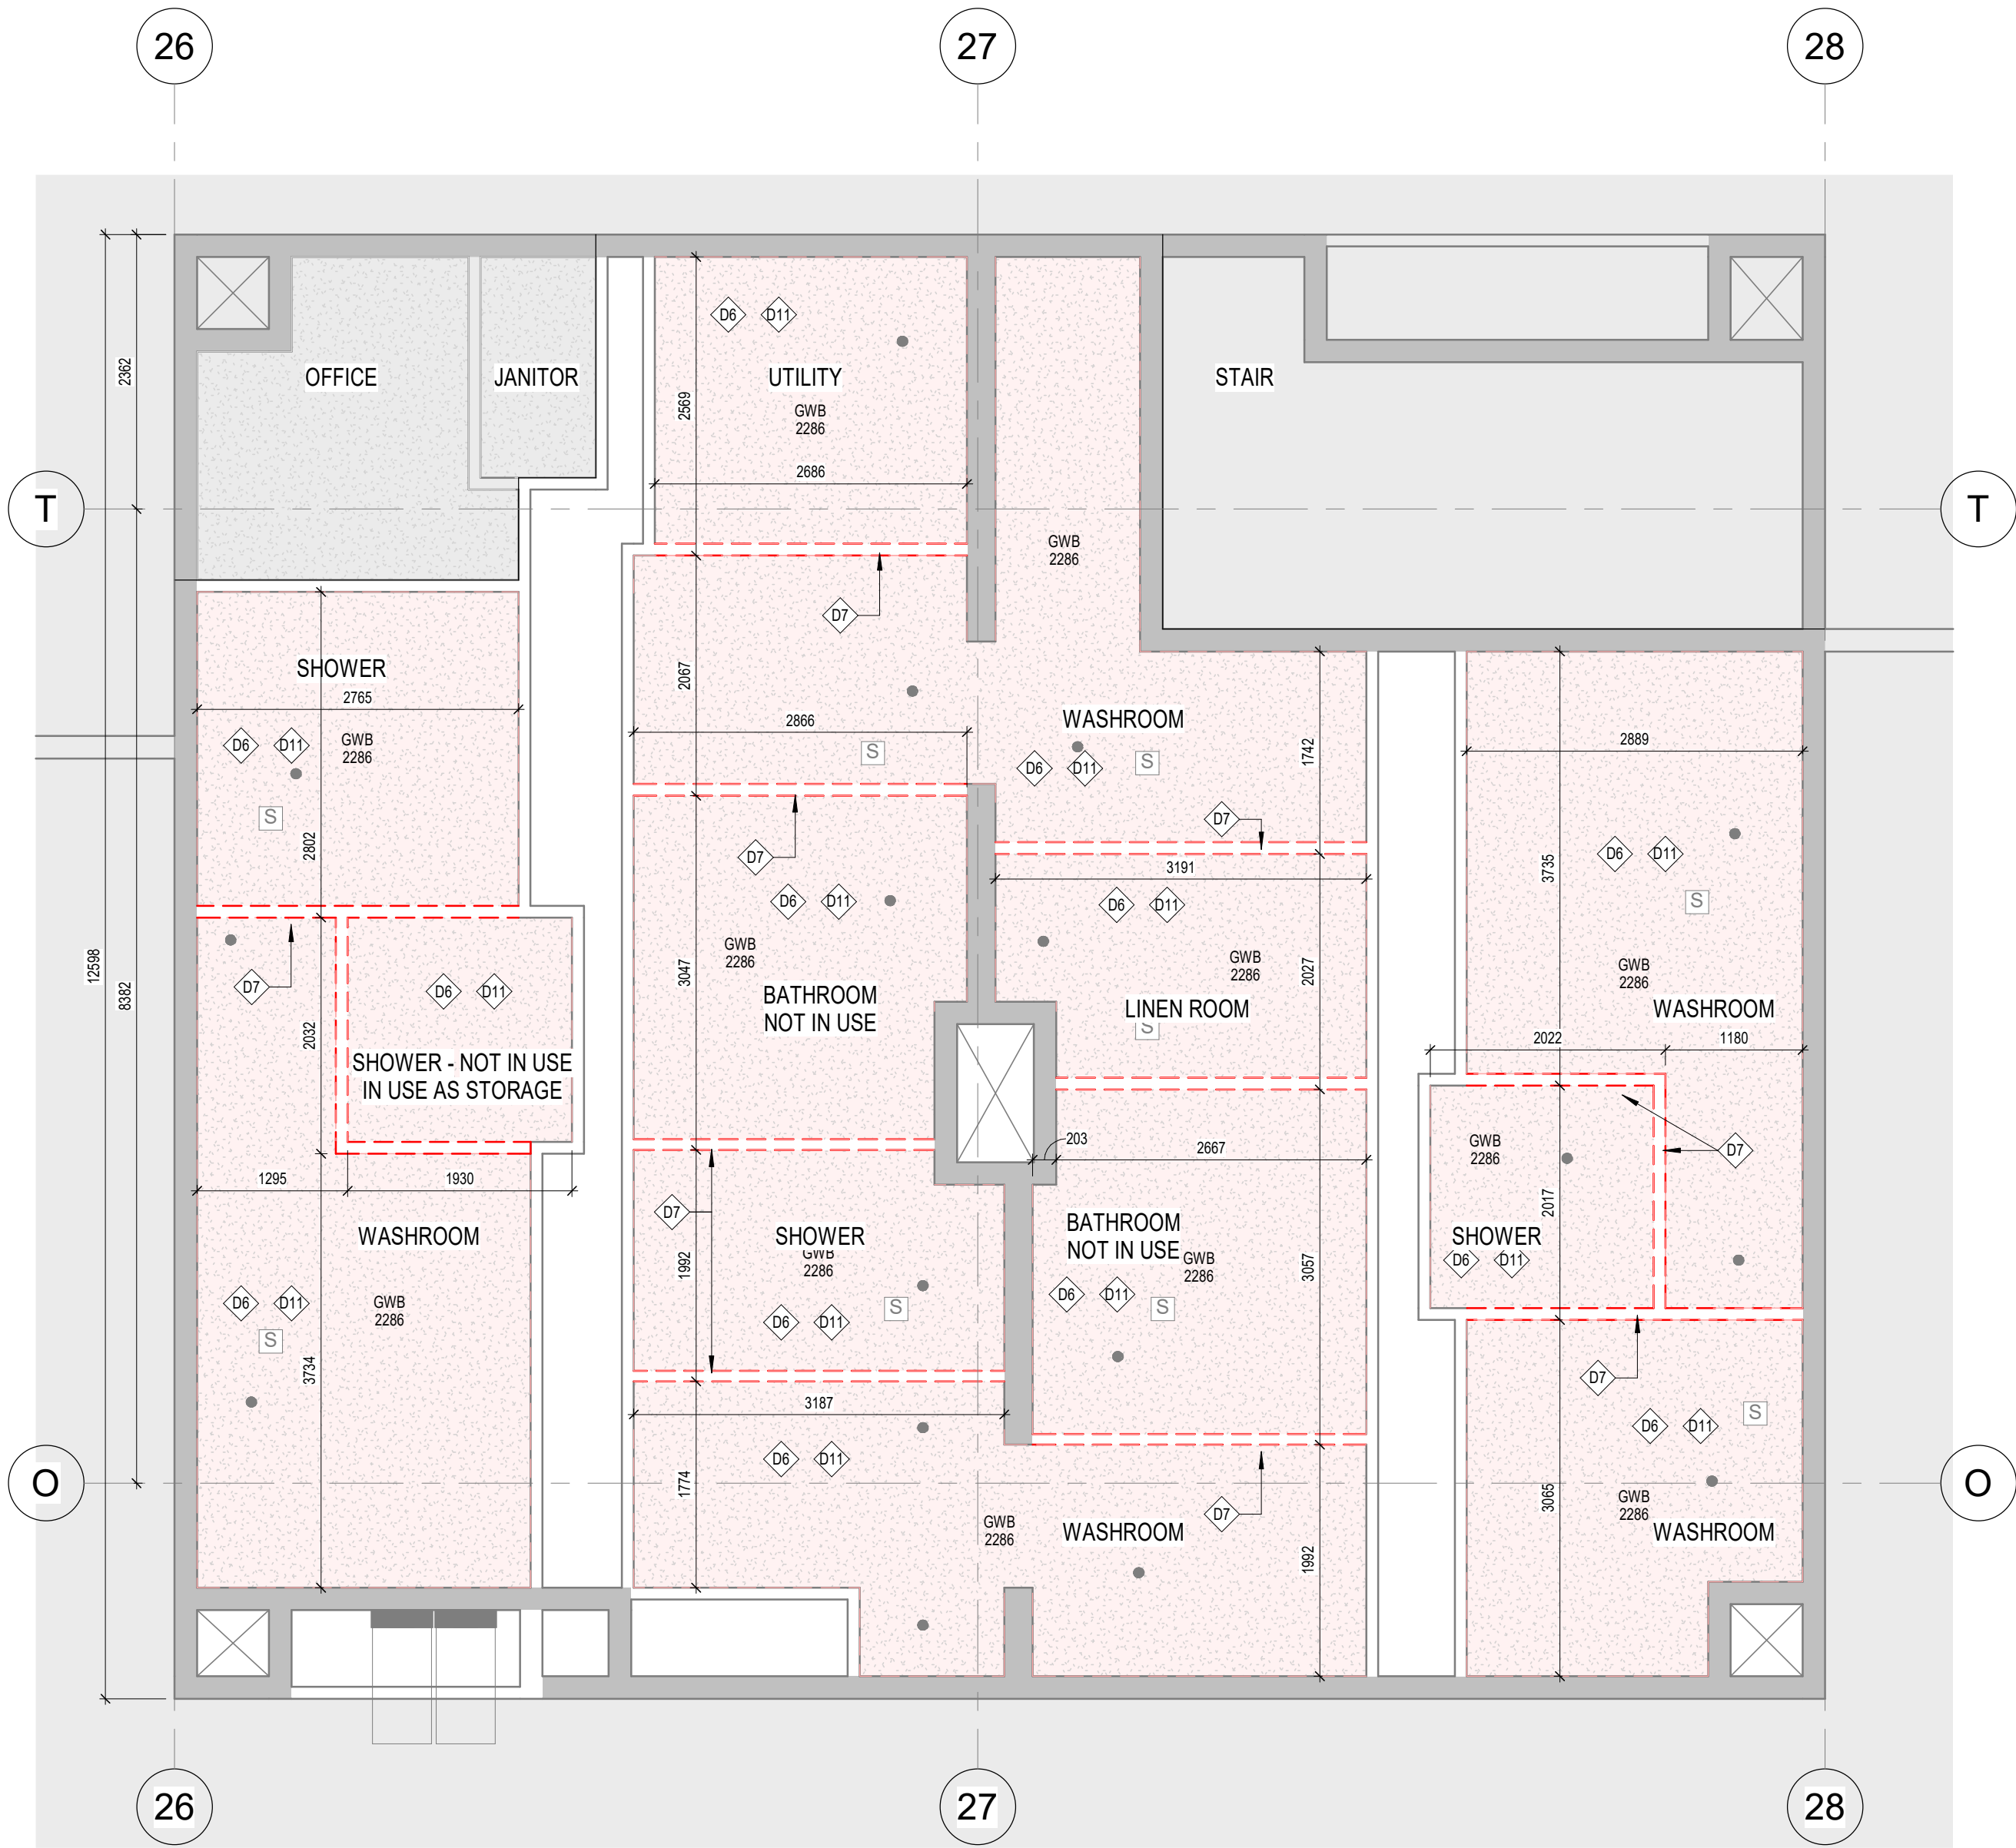 26
27
28
2362
D6
D11
OFFICE
JANITOR
UTILITY
STAIR
GWB
2286
2569
2686
T
T
GWB
2286
D7
SHOWER
2067
2765
2866
WASHROOM
1742
2889
D6
D11
GWB
2286
S
S
D6
D11
S
2802
D7
D7
3191
3735
D6
D11
D6
D11
D6
D11
S
12598
8382
3047
GWB
2286
GWB
2286
2027
GWB
2286
D7
D6
D11
BATHROOM
NOT IN USE
LINEN ROOM
S
WASHROOM
2032
SHOWER - NOT IN USE
IN USE AS STORAGE
2022
1180
203
2667
GWB
2286
D7
1295
1930
D7
2017
WASHROOM
SHOWER
GWB
2286
BATHROOM
NOT IN USE
GWB
2286
SHOWER
1992
3057
D6
D11
D6
D11
GWB
2286
S
D6
D11
S
D6
D11
S
S
3734
D7
3187
D6
D11
S
D6
D11
O
O
1774
GWB
2286
WASHROOM
D7
3065
GWB
2286
WASHROOM
1992
26
27
28